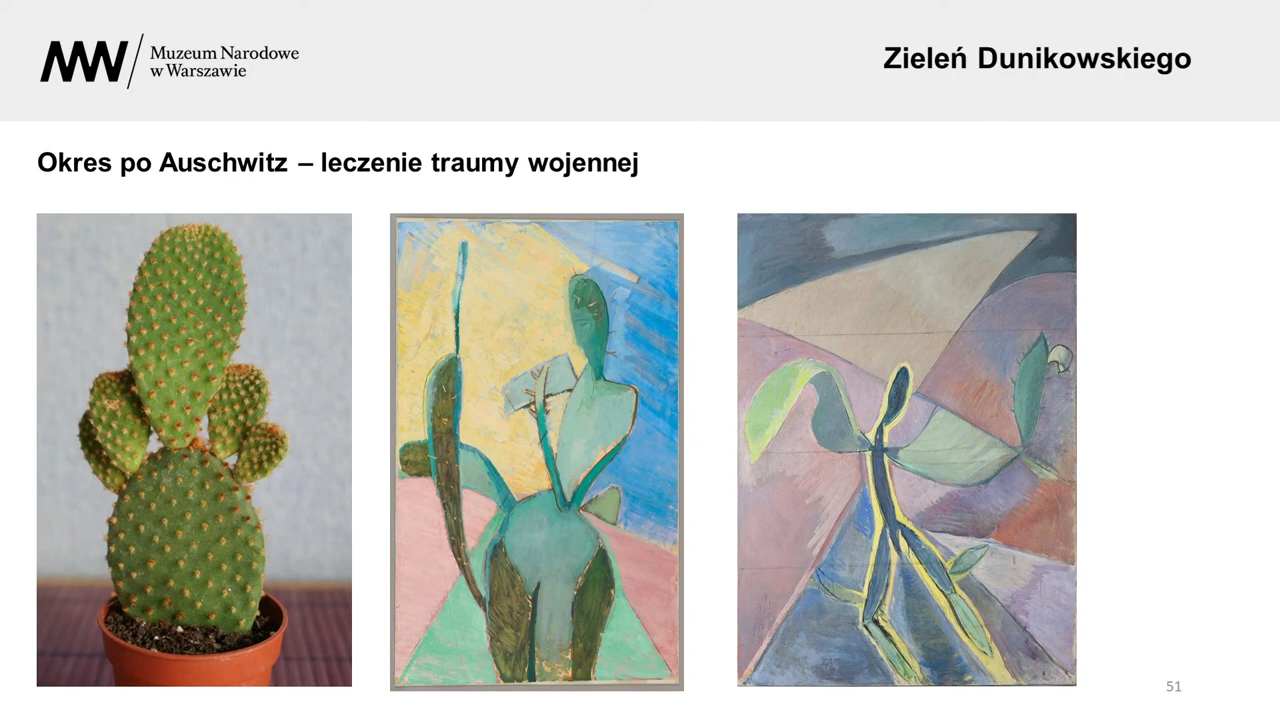 Muzeum Narodowe
w Warszawie
Zieleń Dunikowskiego
Okres po Auschwitz – leczenie traumy wojennej
51